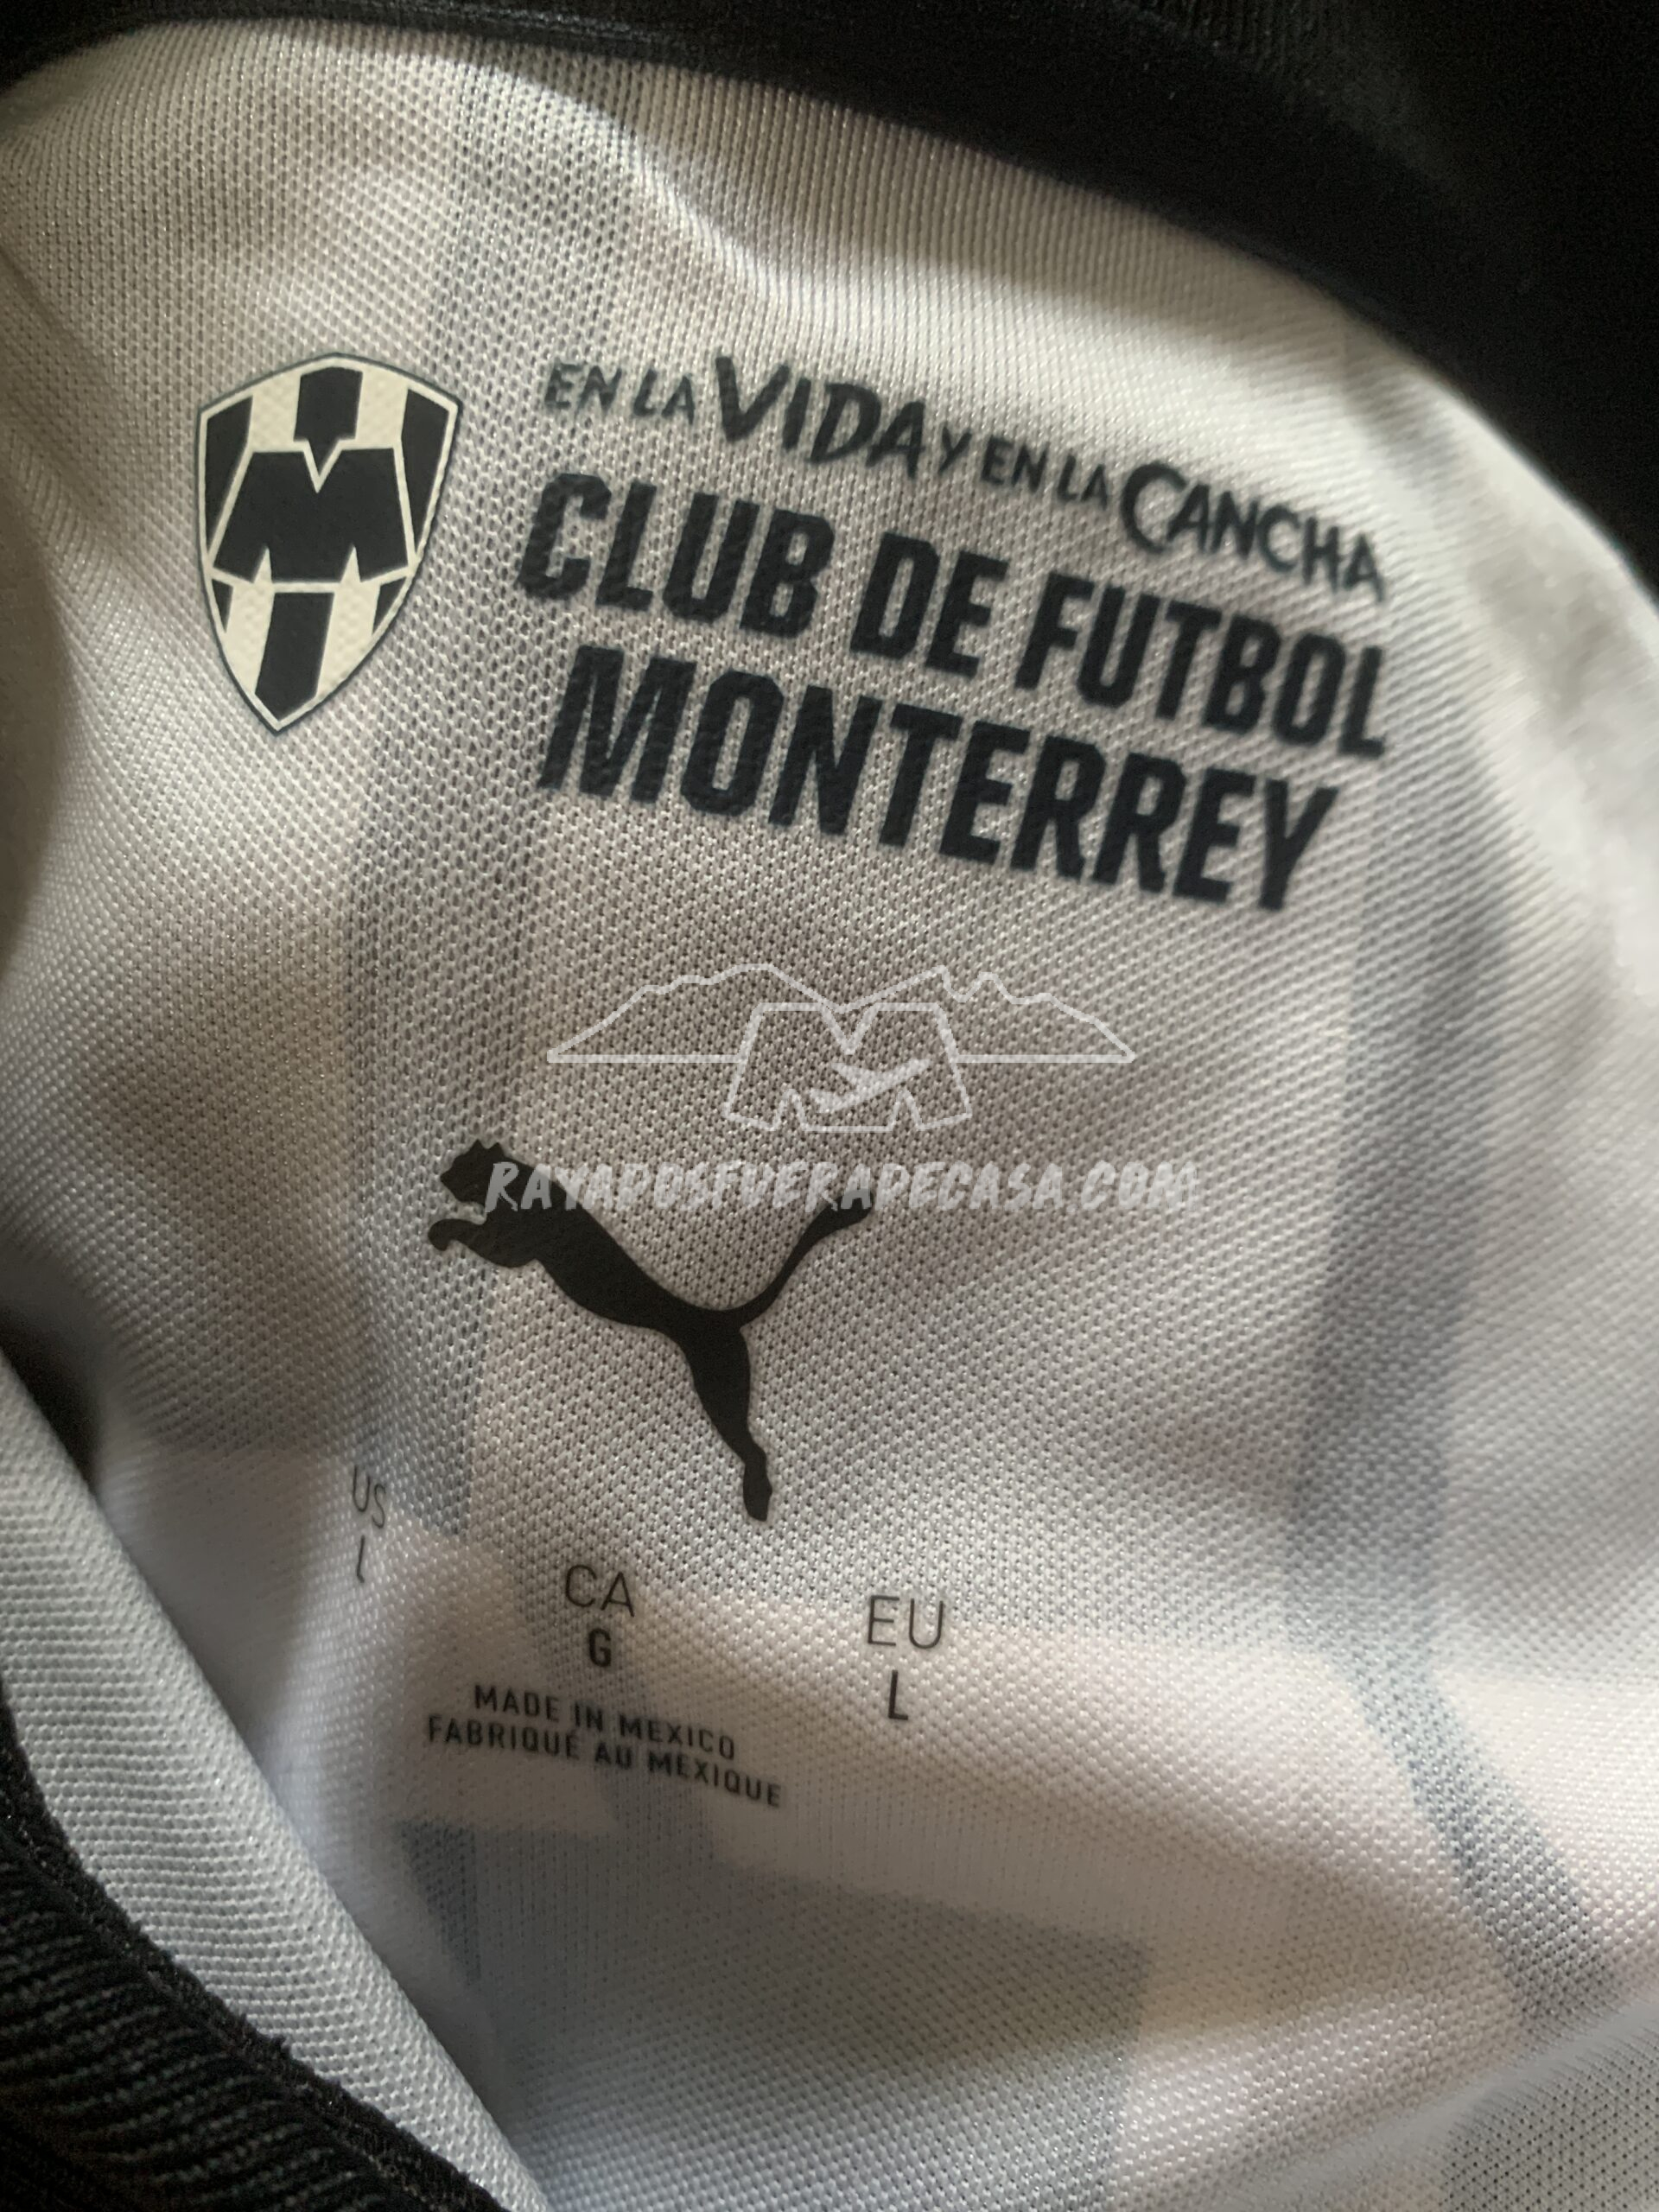 EN LA VIDA Y EN LA CANCHA
CLUB DE FUTBOL
MONTERREY
RAYADOSFUERADECASA.COM
US
L
CA
G
EU
L
MADE IN MEXICO
FABRIQUÉ AU MEXIQUE